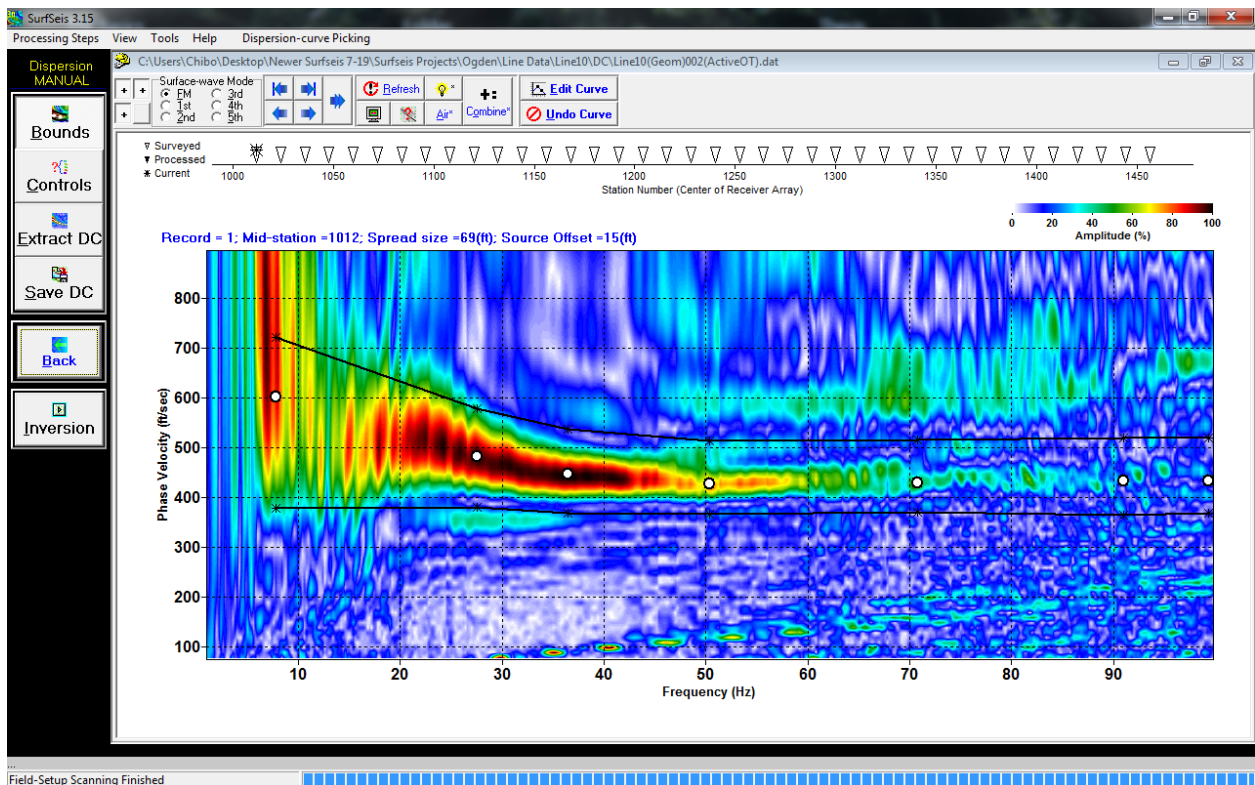 SurfSeis 3.15
Processing Steps View Tools Help Dispersion-curve Picking
Dispersion
MANUAL
Bounds
Controls
Extract DC
Save DC
Back
Inversion
C:\Users\Chibo\Desktop\Newer Surfseis 7-19\Surfseis Projects\Ogden\Line Data\Line10\DC\Line10(Geom)002(ActiveOT).dat
Surface-wave Mode
FM 3rd
1st 4th
2nd 5th
Refresh
Air*
Combine*
Edit Curve
Undo Curve
Surveyed
Processed
Current
1000 1050 1100 1150 1200 1250 1300 1350 1400 1450
Station Number (Center of Receiver Array)
0 20 40 60 80 100
Amplitude (%)
Record = 1; Mid-station =1012; Spread size =69(ft); Source Offset =15(ft)
Phase Velocity (ft/sec)
800
700
600
500
400
300
200
100
10 20 30 40 50 60 70 80 90
Frequency (Hz)
...
Field-Setup Scanning Finished